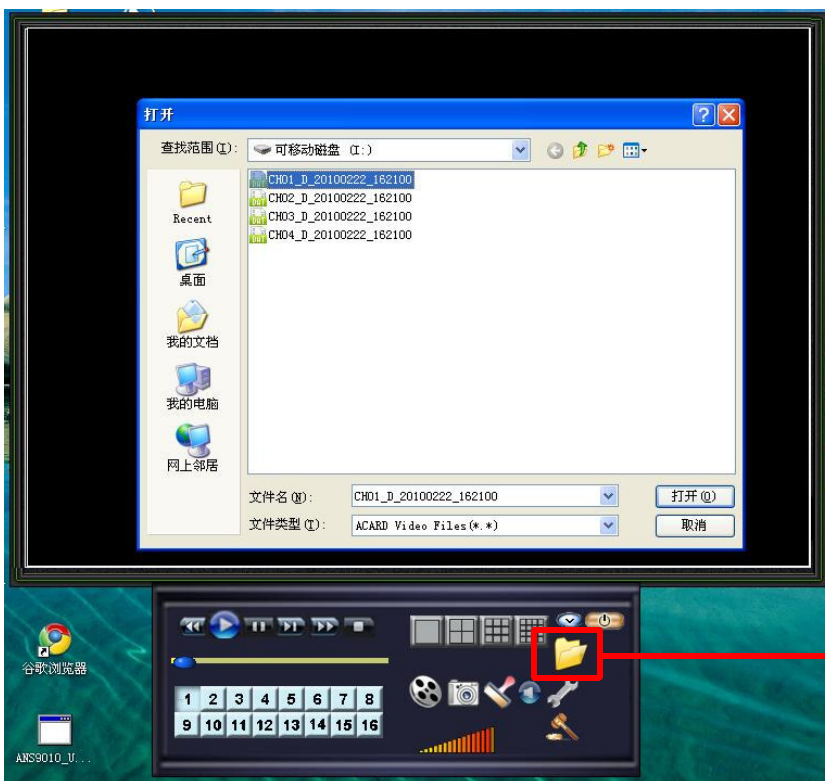 打开
查找范围(I):
可移动磁盘 (I:)
CH01_D_20100222_162100
CH02_D_20100222_162100
CH03_D_20100222_162100
CH04_D_20100222_162100
Recent
桌面
我的文档
我的电脑
网上邻居
文件名(N):
CH01_D_20100222_162100
打开(O)
文件类型(T):
ACARD Video Files(*.*)
取消
谷歌浏览器
1 2 3 4 5 6 7 8
9 10 11 12 13 14 15 16
ANS9010_U...